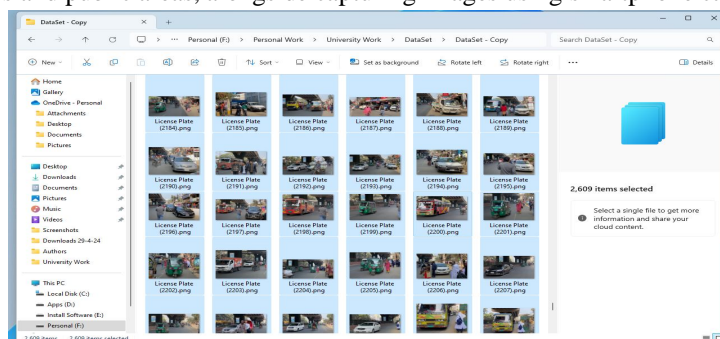 DataSet - Copy
Personal (F:) > Personal Work > University Work > DataSet > DataSet - Copy
Search DataSet - Copy
New
Sort
View
Set as background
Rotate left
Rotate right
Details
Home
Gallery
OneDrive - Personal
Attachments
Desktop
Documents
Pictures
Desktop
Downloads
Documents
Pictures
Music
Videos
Screenshots
Downloads 29-4-24
Authors
University Work
This PC
Local Disk (C:)
Apps (D:)
Install Software (E:)
Personal (F:)
License Plate (2184).png
License Plate (2185).png
License Plate (2186).png
License Plate (2187).png
License Plate (2188).png
License Plate (2189).png
License Plate (2190).png
License Plate (2191).png
License Plate (2192).png
License Plate (2193).png
License Plate (2194).png
License Plate (2195).png
License Plate (2196).png
License Plate (2197).png
License Plate (2198).png
License Plate (2199).png
License Plate (2200).png
License Plate (2201).png
License Plate (2202).png
License Plate (2203).png
License Plate (2204).png
License Plate (2205).png
License Plate (2206).png
License Plate (2207).png
2,609 items selected
Select a single file to get more
information and share your
cloud content.
2,609 items 2,609 items selected